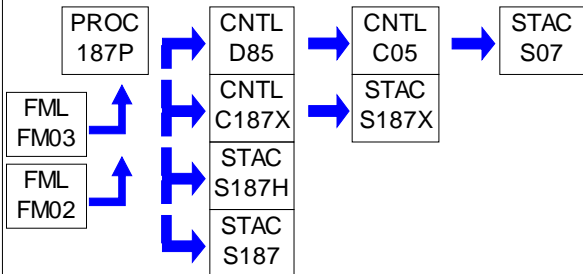 PROC
187P
CNTL
D85
CNTL
C05
STAC
S07
FML
FM03
CNTL
C187X
STAC
S187X
FML
FM02
STAC
S187H
STAC
S187